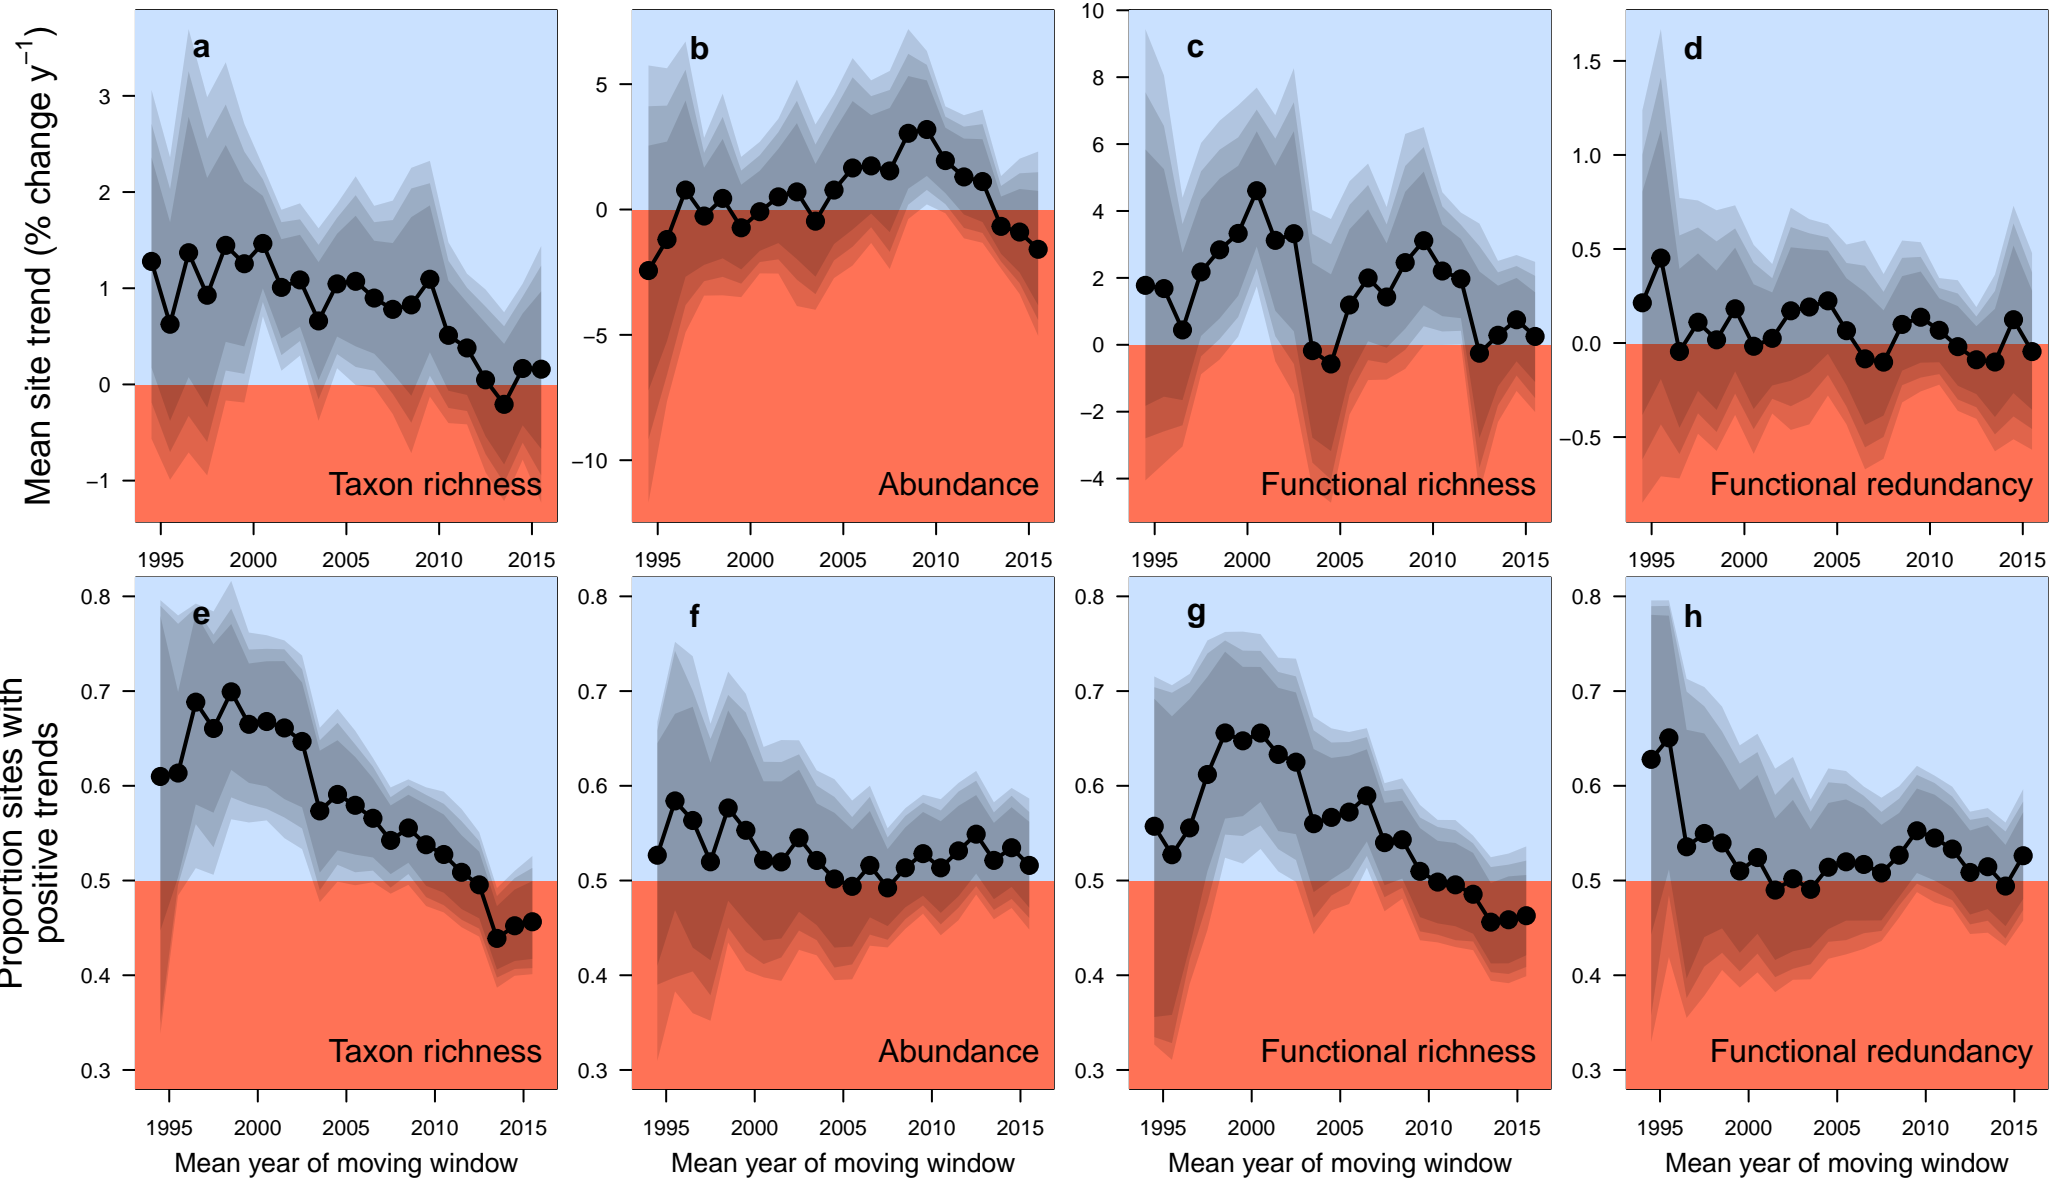 Mean site trend (% change y⁻¹)
a
3
2
1
0
−1
Taxon richness
1995 2000 2005 2010 2015
b
5
0
−5
−10
Abundance
1995 2000 2005 2010 2015
c
10
8
6
4
2
0
−2
−4
Functional richness
1995 2000 2005 2010 2015
d
1.5
1.0
0.5
0.0
−0.5
Functional redundancy
1995 2000 2005 2010 2015
Proportion sites with
positive trends
e
0.8
0.7
0.6
0.5
0.4
0.3
Taxon richness
1995 2000 2005 2010 2015
Mean year of moving window
f
0.8
0.7
0.6
0.5
0.4
0.3
Abundance
1995 2000 2005 2010 2015
Mean year of moving window
g
0.8
0.7
0.6
0.5
0.4
0.3
Functional richness
1995 2000 2005 2010 2015
Mean year of moving window
h
0.8
0.7
0.6
0.5
0.4
0.3
Functional redundancy
1995 2000 2005 2010 2015
Mean year of moving window